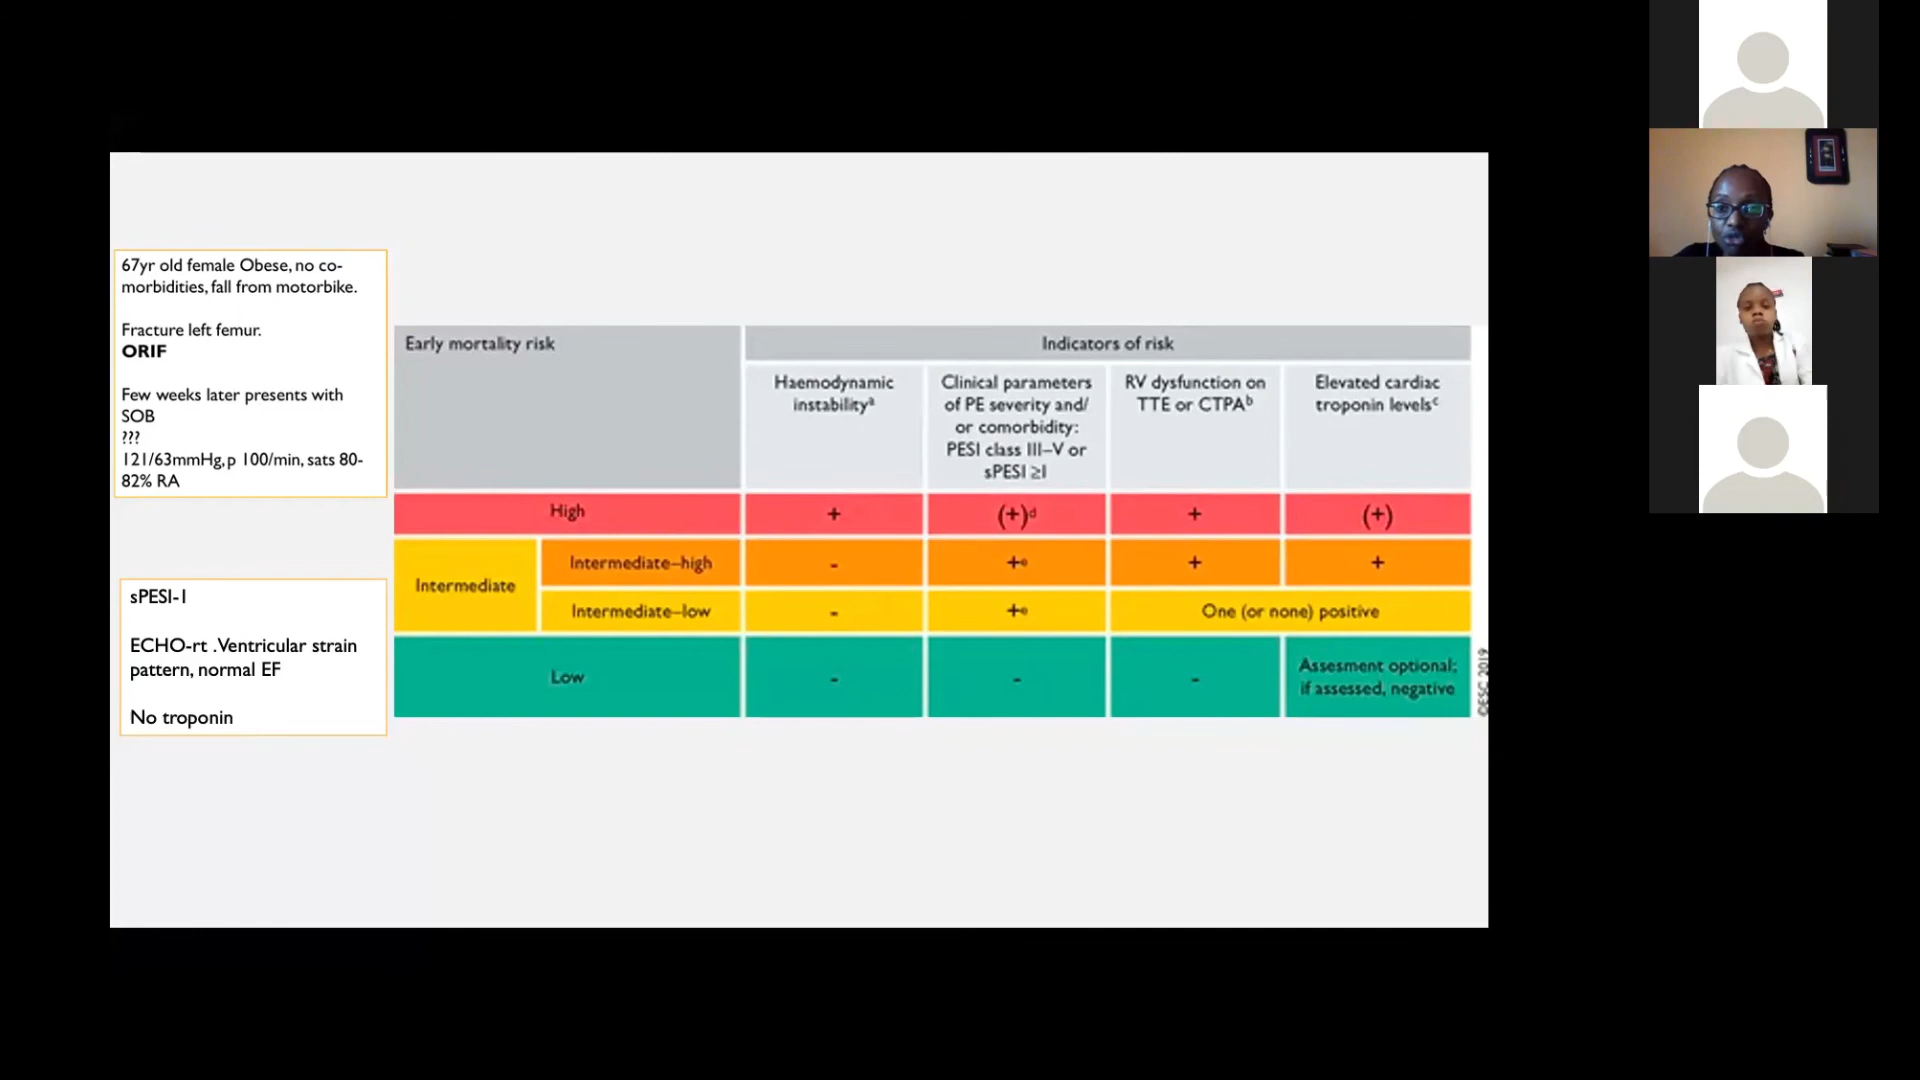 67yr old female Obese, no co-
morbidities, fall from motorbike.
Fracture left femur.
ORIF
Few weeks later presents with
SOB
???
121/63mmHg, p 100/min, sats 80-
82% RA
sPESI-1
ECHO-rt .Ventricular strain
pattern, normal EF
No troponin
Early mortality risk
Indicators of risk
Haemodynamic
instabilityᵃ
Clinical parameters
of PE severity and/
or comorbidity:
PESI class III–V or
sPESI ≥1
RV dysfunction on
TTE or CTPAᵇ
Elevated cardiac
troponin levelsᶜ
High + (+)ᵈ + (+)
Intermediate
Intermediate–high - +ᵉ + +
Intermediate–low - +ᵉ One (or none) positive
Low - - -
Assesment optional;
if assessed, negative
©ESC 2019